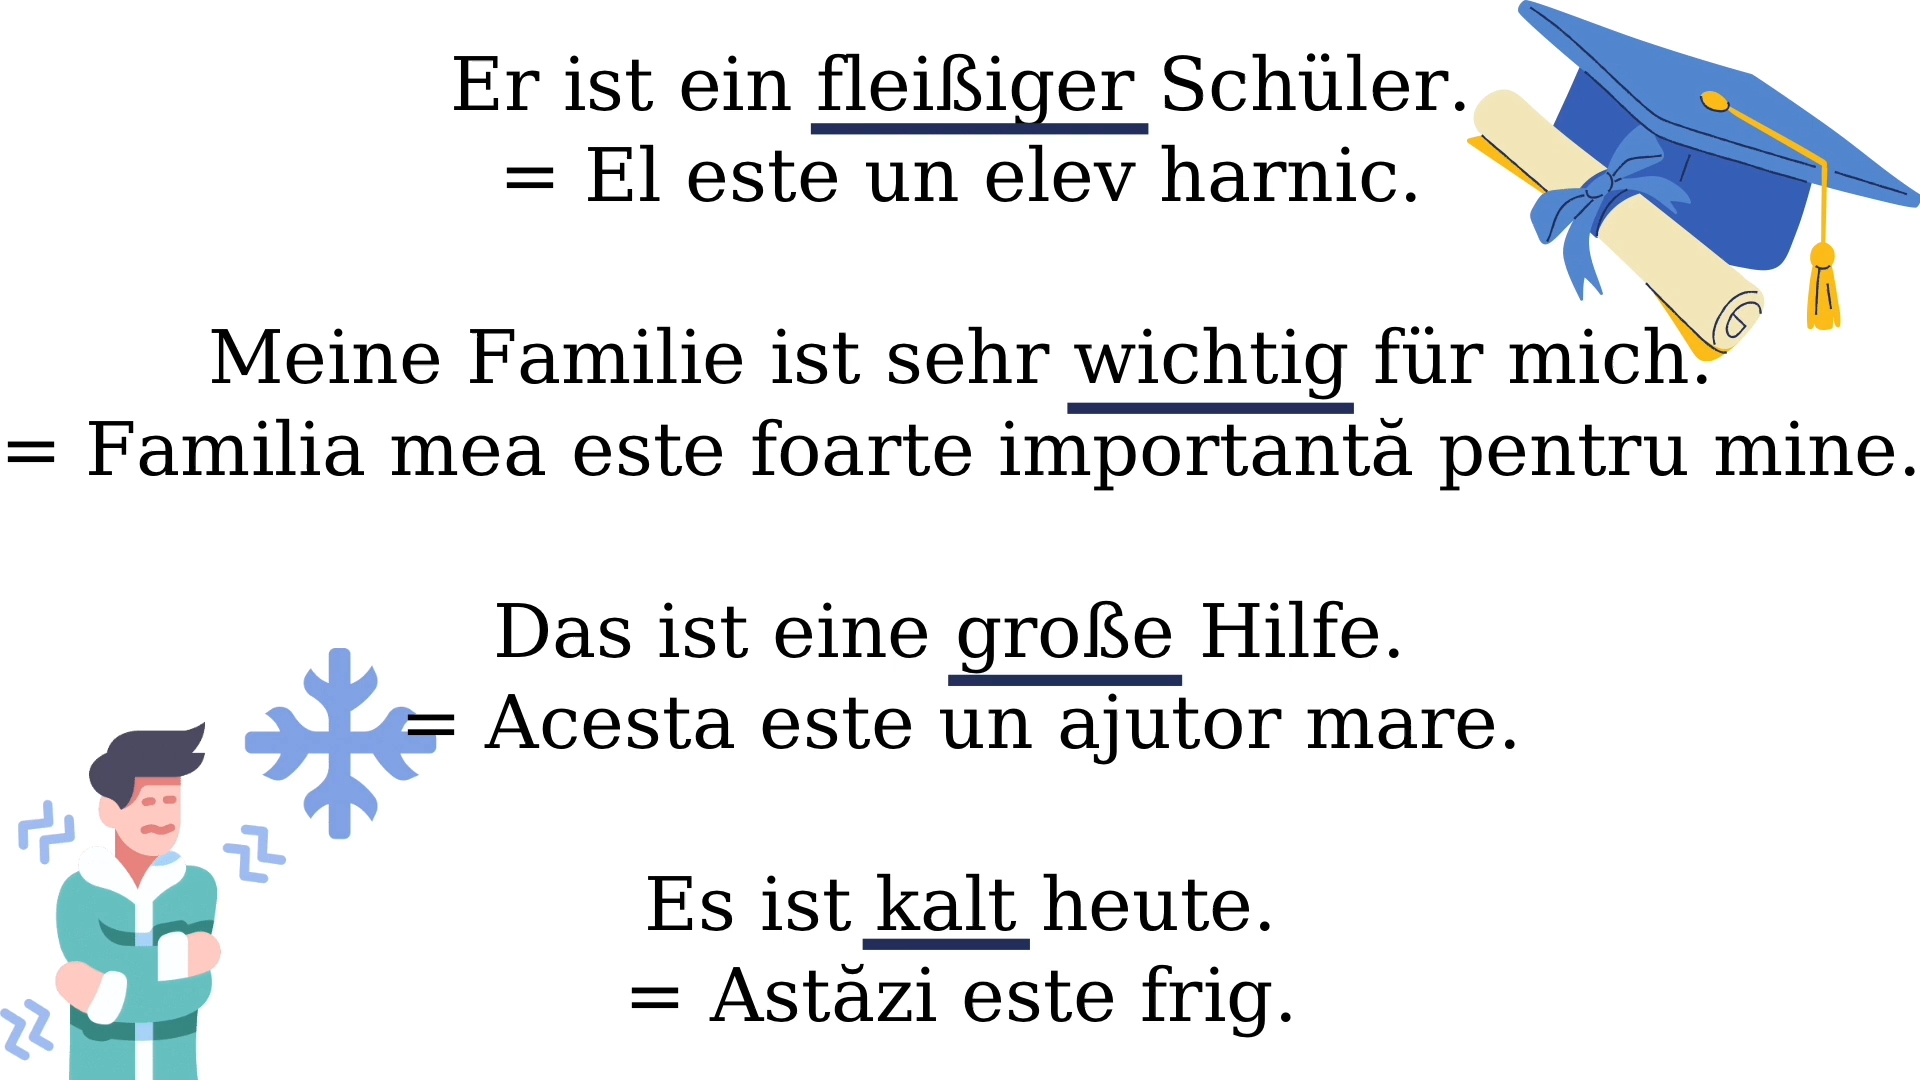 Er ist ein fleißiger Schüler.
= El este un elev harnic.
Meine Familie ist sehr wichtig für mich.
= Familia mea este foarte importantă pentru mine.
Das ist eine große Hilfe.
= Acesta este un ajutor mare.
Es ist kalt heute.
= Astăzi este frig.